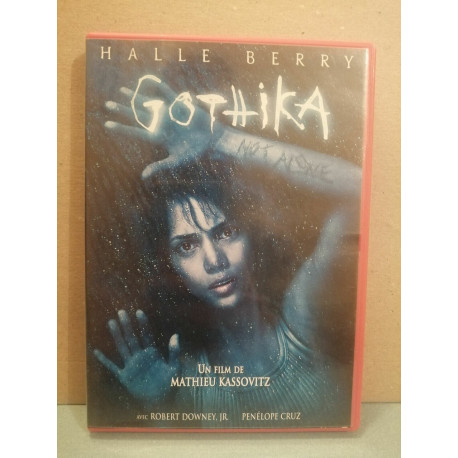 HALLE BERRY
GOTHIKA
NOT ALONE
UN FILM DE
MATHIEU KASSOVITZ
AVEC ROBERT DOWNEY, JR. PENÉLOPE CRUZ